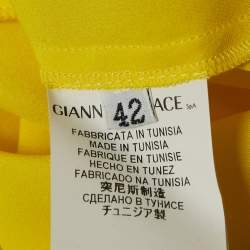 GIANN 42 ACE SpA
FABBRICATA IN TUNISIA
MADE IN TUNISIA
FABRIQUE EN TUNISIE
HECHO EN TUNEZ
FABRICADO NA TUNISIA
突尼斯制造
СДЕЛАНО В ТУНИСЕ
チュニジア製